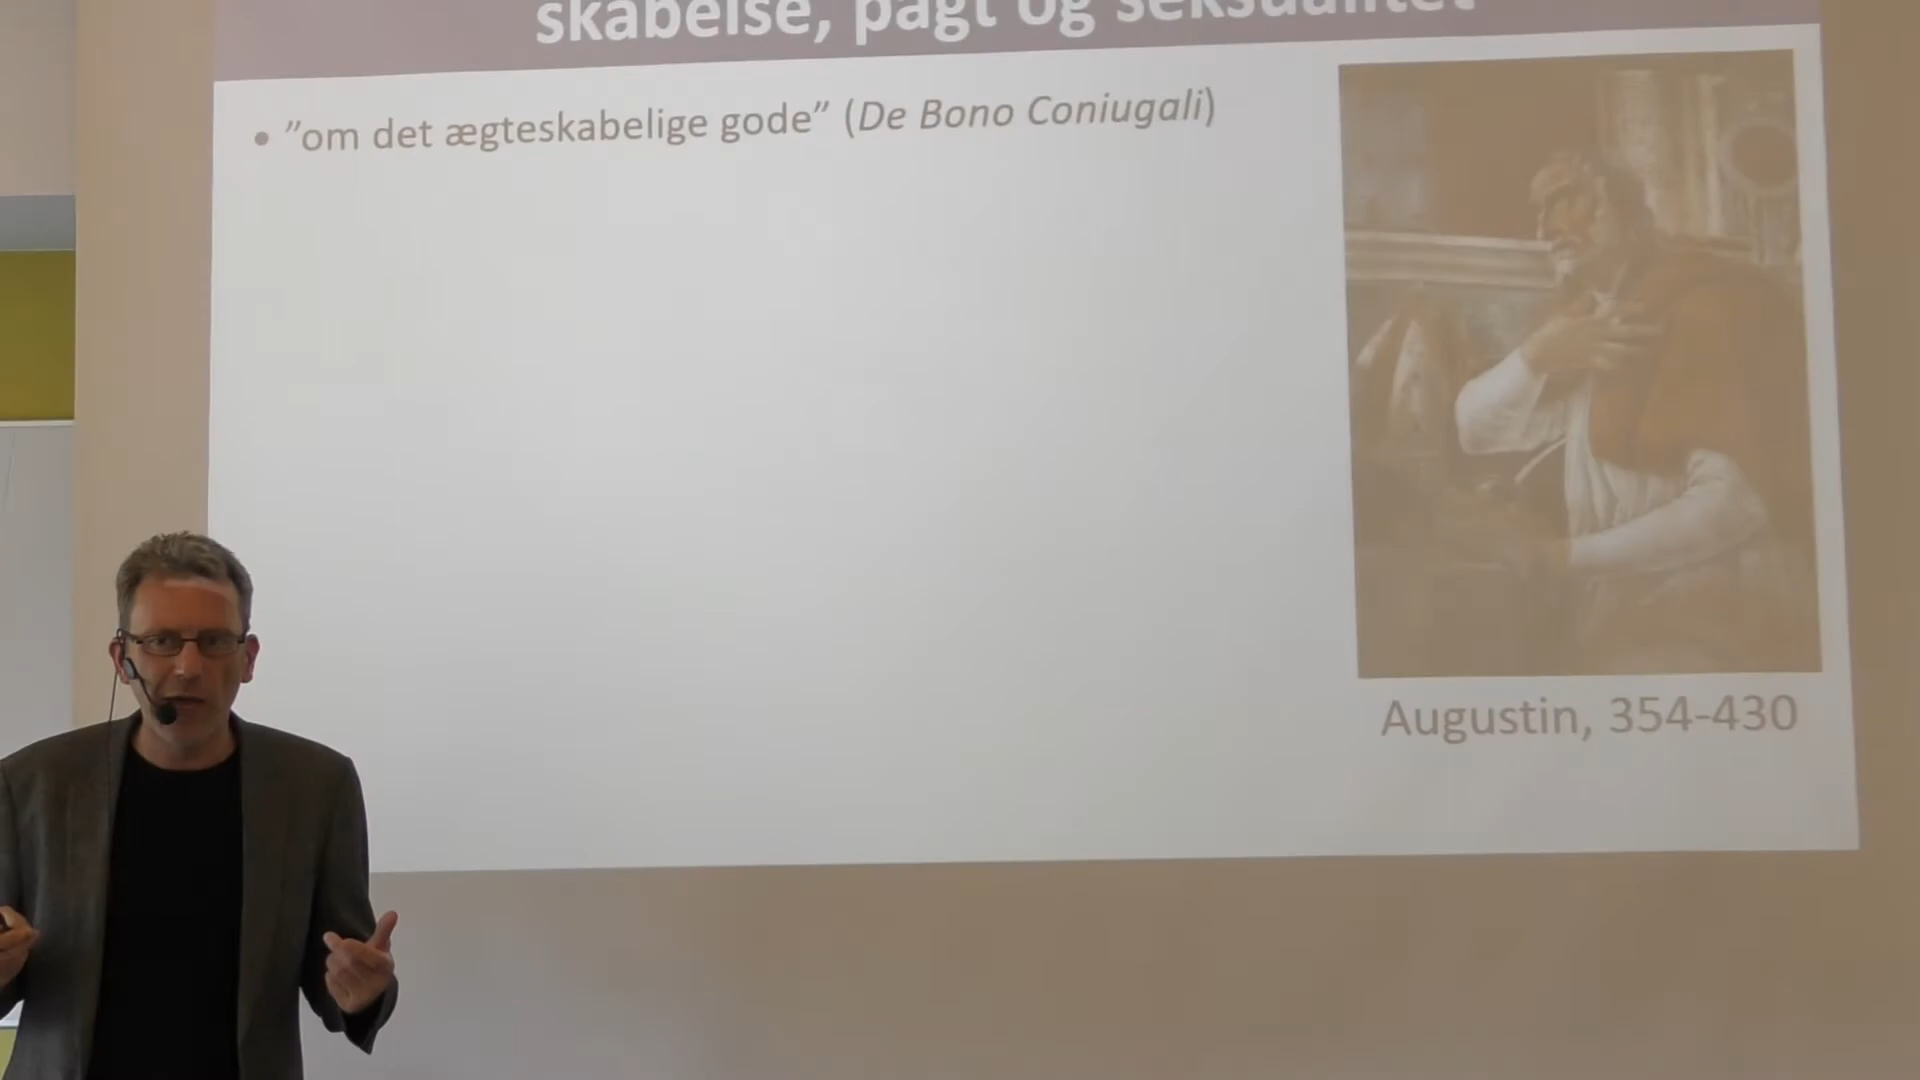 skabelse, pagt og seksualitet
• ”om det ægteskabelige gode” (De Bono Coniugali)
Augustin, 354-430